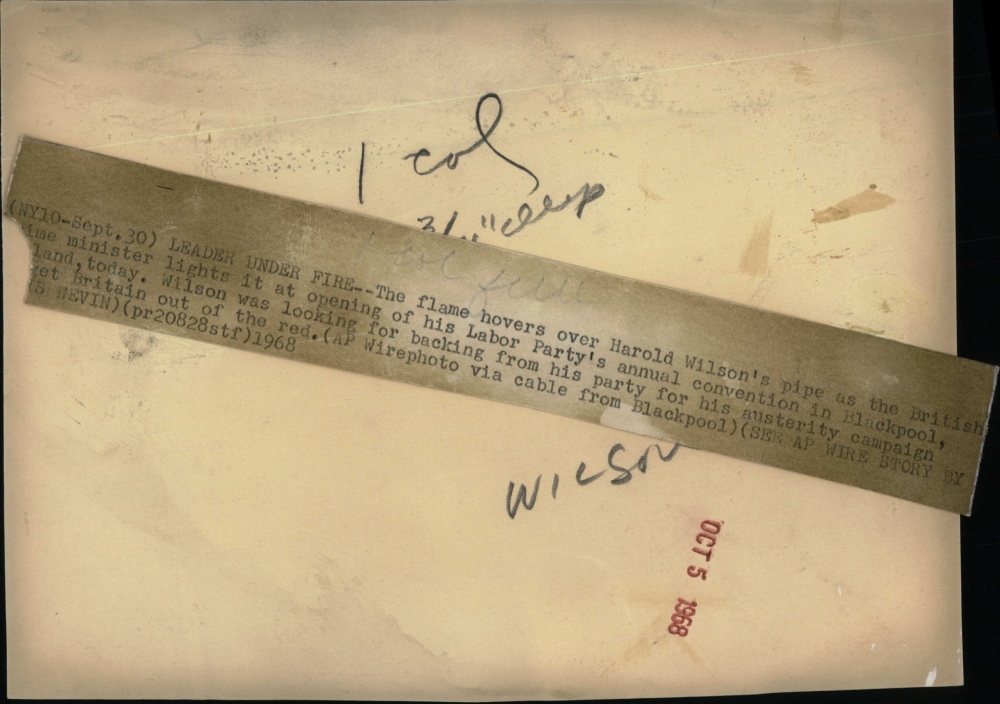 1 col
(NY10-Sept.30) LEADER UNDER FIRE--The flame hovers over Harold Wilson's pipe as the British
ime minister lights it at opening of his Labor Party's annual convention in Blackpool,
land,today. Wilson was looking for backing from his party for his austerity campaign
get Britain out of the red.(AP Wirephoto via cable from Blackpool)(SEE AP WIRE STORY BY
S NEVIN)(pr20828stf)1968
WILSON
OCT 5 1968